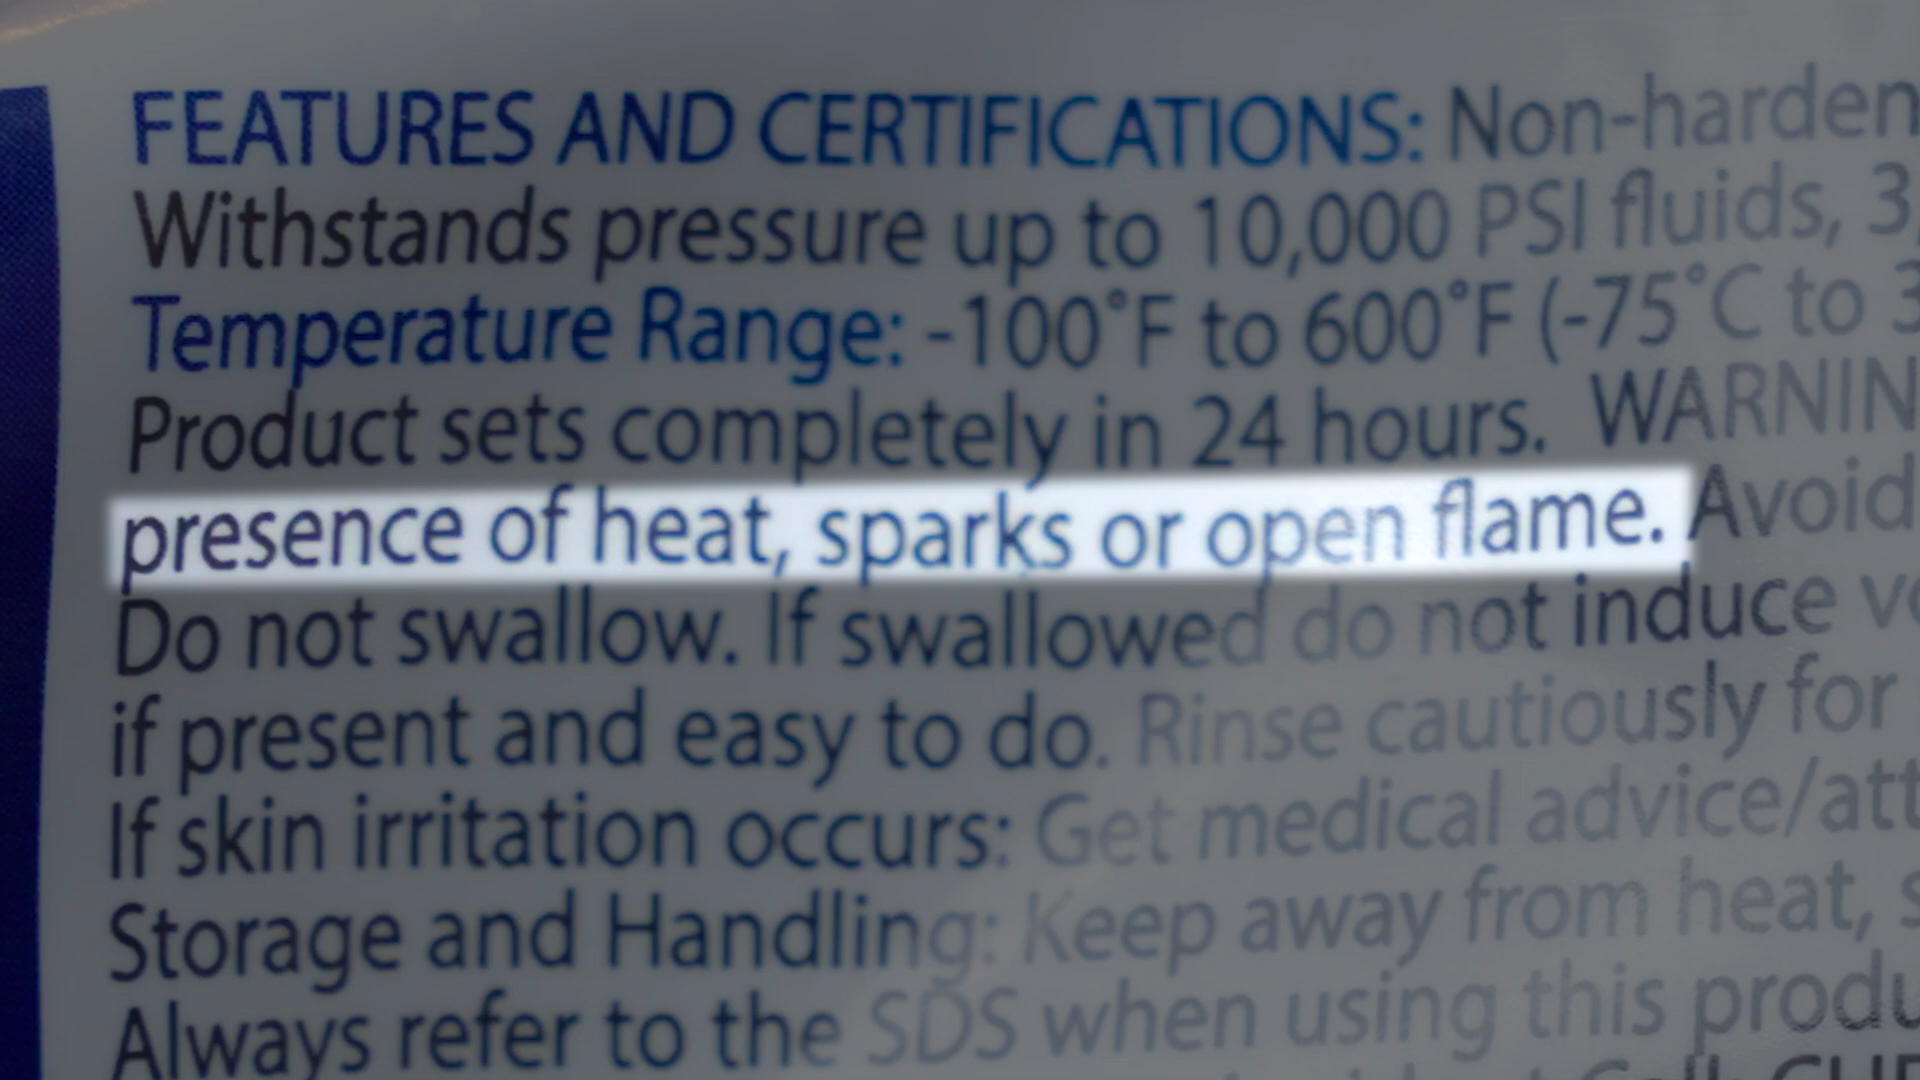 FEATURES AND CERTIFICATIONS: Non-harden
Withstands pressure up to 10,000 PSI fluids, 3,
Temperature Range: -100°F to 600°F (-75°C to 3
Product sets completely in 24 hours. WARNIN
presence of heat, sparks or open flame. Avoid
Do not swallow. If swallowed do not induce vo
if present and easy to do. Rinse cautiously for
If skin irritation occurs: Get medical advice/att
Storage and Handling: Keep away from heat, s
Always refer to the SDS when using this produ
Call CH